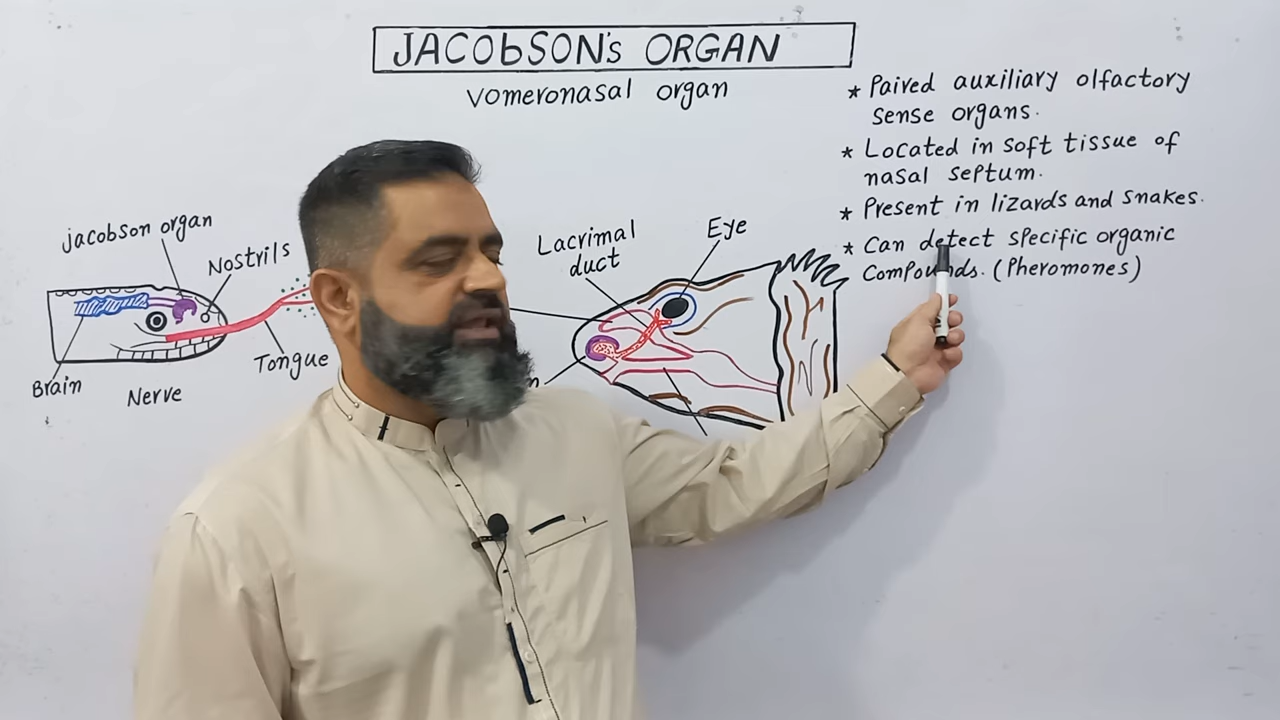 JACOBSON's ORGAN
vomeronasal organ
* Paired auxiliary olfactory
sense organs.
* Located in soft tissue of
nasal septum.
* Present in lizards and snakes.
* Can detect specific organic
compounds. (Pheromones)
jacobson organ
Nostrils
Brain
Nerve
Tongue
Lacrimal
duct
Eye